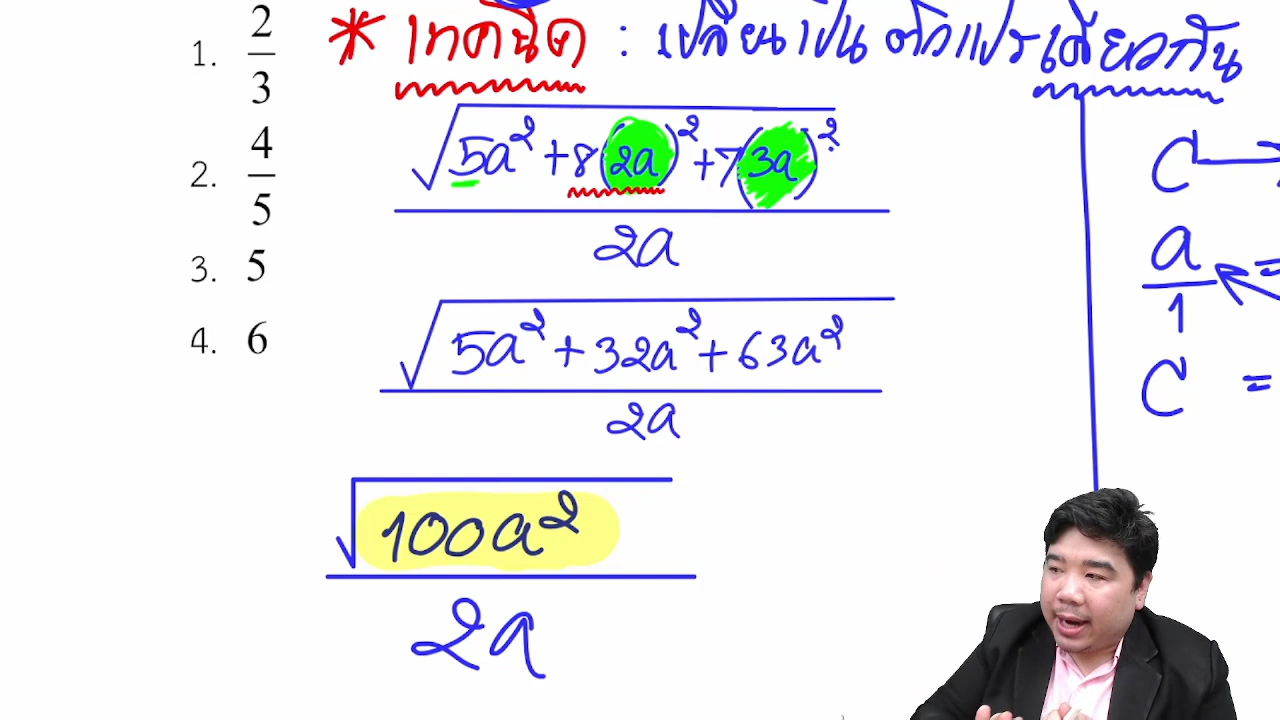 * เทคนิค : เปลี่ยนเป็นตัวแปรเดียวกัน
1. 2/3
2. 4/5
3. 5
4. 6
√(5a² + 8(2a)² + 7(3a)²)
2a
√(5a² + 32a² + 63a²)
2a
√(100a²)
2a
C →
a/1 =
C =